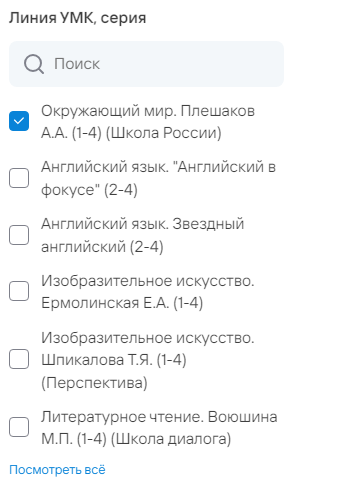 Линия УМК, серия
Поиск
Окружающий мир. Плешаков
А.А. (1-4) (Школа России)
Английский язык. "Английский в
фокусе" (2-4)
Английский язык. Звездный
английский (2-4)
Изобразительное искусство.
Ермолинская Е.А. (1-4)
Изобразительное искусство.
Шпикалова Т.Я. (1-4)
(Перспектива)
Литературное чтение. Воюшина
М.П. (1-4) (Школа диалога)
Посмотреть всё